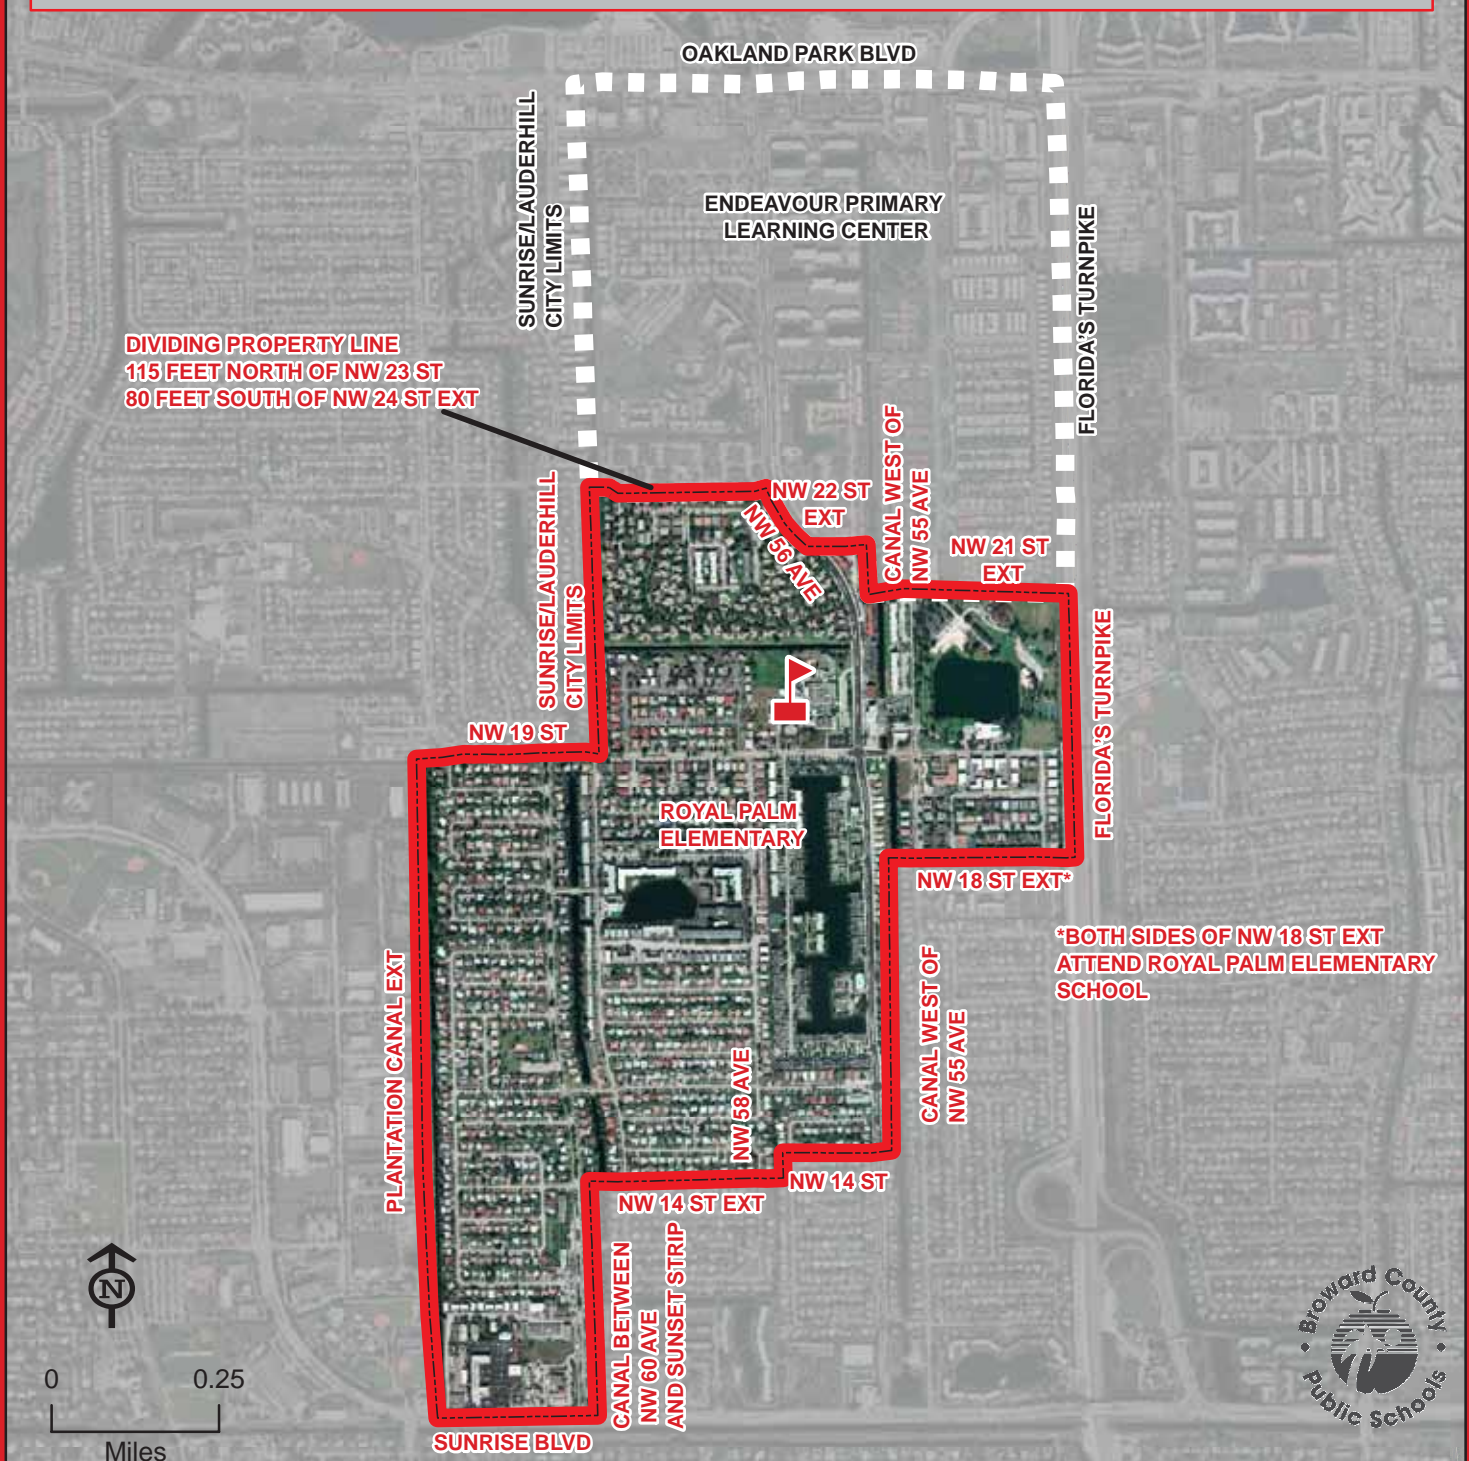 OAKLAND PARK BLVD
SUNRISE/LAUDERHILL
CITY LIMITS
ENDEAVOUR PRIMARY
LEARNING CENTER
FLORIDA'S TURNPIKE
DIVIDING PROPERTY LINE
115 FEET NORTH OF NW 23 ST
80 FEET SOUTH OF NW 24 ST EXT
NW 22 ST
EXT
NW 56 AVE
CANAL WEST OF
NW 55 AVE
NW 21 ST
EXT
SUNRISE/LAUDERHILL
CITY LIMITS
FLORIDA'S TURNPIKE
NW 19 ST
ROYAL PALM
ELEMENTARY
NW 18 ST EXT*
*BOTH SIDES OF NW 18 ST EXT
ATTEND ROYAL PALM ELEMENTARY
SCHOOL
PLANTATION CANAL EXT
CANAL WEST OF
NW 55 AVE
NW 58 AVE
NW 14 ST
NW 14 ST EXT
CANAL BETWEEN
NW 60 AVE
AND SUNSET STRIP
SUNRISE BLVD
N
0 0.25
Miles
Broward County
Public Schools